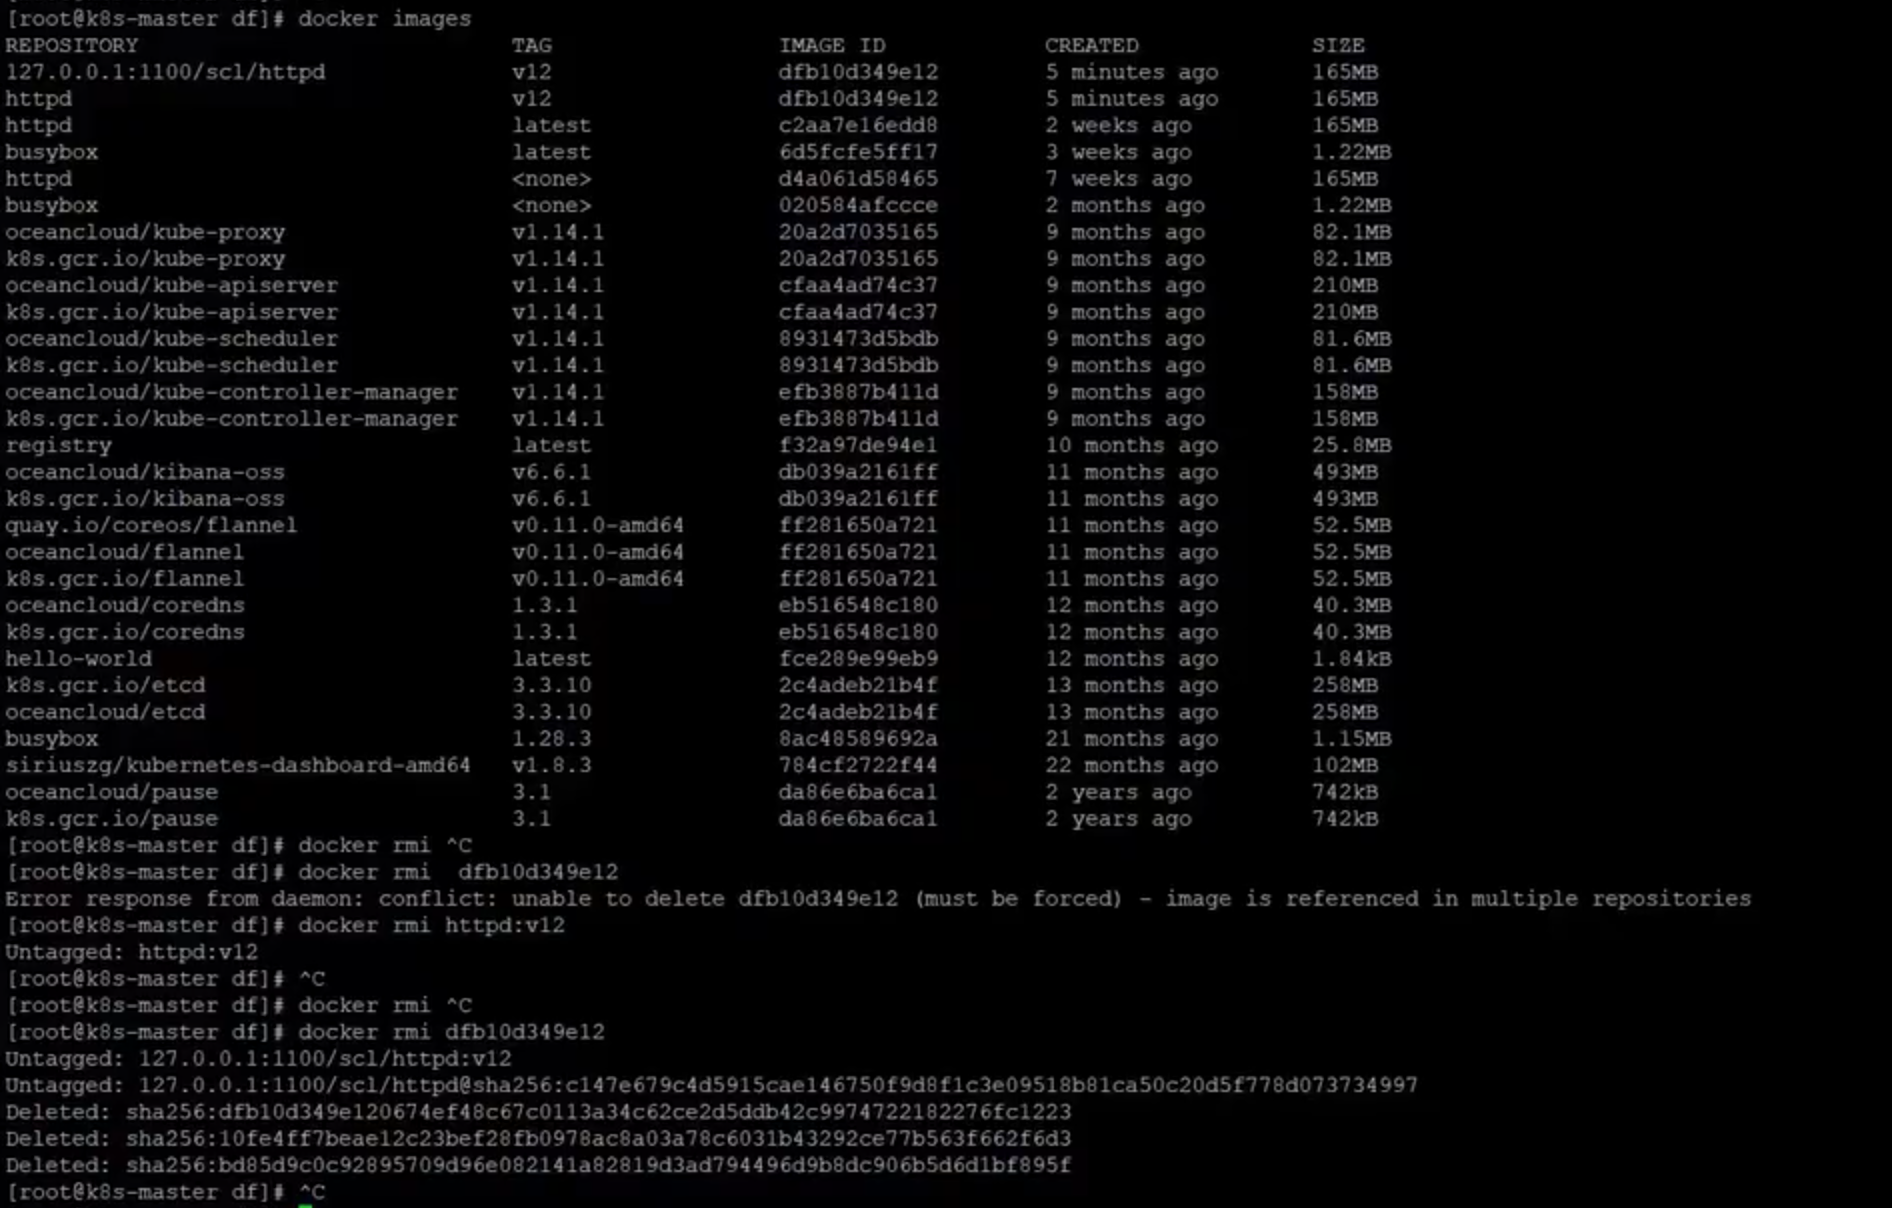 [root@k8s-master df]# docker images
REPOSITORY TAG IMAGE ID CREATED SIZE
127.0.0.1:1100/scl/httpd v12 dfb10d349e12 5 minutes ago 165MB
httpd v12 dfb10d349e12 5 minutes ago 165MB
httpd latest c2aa7e16edd8 2 weeks ago 165MB
busybox latest 6d5fcfe5ff17 3 weeks ago 1.22MB
httpd <none> d4a061d58465 7 weeks ago 165MB
busybox <none> 020584afccce 2 months ago 1.22MB
oceancloud/kube-proxy v1.14.1 20a2d7035165 9 months ago 82.1MB
k8s.gcr.io/kube-proxy v1.14.1 20a2d7035165 9 months ago 82.1MB
oceancloud/kube-apiserver v1.14.1 cfaa4ad74c37 9 months ago 210MB
k8s.gcr.io/kube-apiserver v1.14.1 cfaa4ad74c37 9 months ago 210MB
oceancloud/kube-scheduler v1.14.1 8931473d5bdb 9 months ago 81.6MB
k8s.gcr.io/kube-scheduler v1.14.1 8931473d5bdb 9 months ago 81.6MB
oceancloud/kube-controller-manager v1.14.1 efb3887b411d 9 months ago 158MB
k8s.gcr.io/kube-controller-manager v1.14.1 efb3887b411d 9 months ago 158MB
registry latest f32a97de94e1 10 months ago 25.8MB
oceancloud/kibana-oss v6.6.1 db039a2161ff 11 months ago 493MB
k8s.gcr.io/kibana-oss v6.6.1 db039a2161ff 11 months ago 493MB
quay.io/coreos/flannel v0.11.0-amd64 ff281650a721 11 months ago 52.5MB
oceancloud/flannel v0.11.0-amd64 ff281650a721 11 months ago 52.5MB
k8s.gcr.io/flannel v0.11.0-amd64 ff281650a721 11 months ago 52.5MB
oceancloud/coredns 1.3.1 eb516548c180 12 months ago 40.3MB
k8s.gcr.io/coredns 1.3.1 eb516548c180 12 months ago 40.3MB
hello-world latest fce289e99eb9 12 months ago 1.84kB
k8s.gcr.io/etcd 3.3.10 2c4adeb21b4f 13 months ago 258MB
oceancloud/etcd 3.3.10 2c4adeb21b4f 13 months ago 258MB
busybox 1.28.3 8ac48589692a 21 months ago 1.15MB
siriuszg/kubernetes-dashboard-amd64 v1.8.3 784cf2722f44 22 months ago 102MB
oceancloud/pause 3.1 da86e6ba6ca1 2 years ago 742kB
k8s.gcr.io/pause 3.1 da86e6ba6ca1 2 years ago 742kB
[root@k8s-master df]# docker rmi ^C
[root@k8s-master df]# docker rmi  dfb10d349e12
Error response from daemon: conflict: unable to delete dfb10d349e12 (must be forced) - image is referenced in multiple repositories
[root@k8s-master df]# docker rmi httpd:v12
Untagged: httpd:v12
[root@k8s-master df]# ^C
[root@k8s-master df]# docker rmi ^C
[root@k8s-master df]# docker rmi dfb10d349e12
Untagged: 127.0.0.1:1100/scl/httpd:v12
Untagged: 127.0.0.1:1100/scl/httpd@sha256:c147e679c4d5915cae146750f9d8f1c3e09518b81ca50c20d5f778d073734997
Deleted: sha256:dfb10d349e120674ef48c67c0113a34c62ce2d5ddb42c9974722182276fc1223
Deleted: sha256:10fe4ff7beae12c23bef28fb0978ac8a03a78c6031b43292ce77b563f662f6d3
Deleted: sha256:bd85d9c0c92895709d96e082141a82819d3ad794496d9b8dc906b5d6d1bf895f
[root@k8s-master df]# ^C